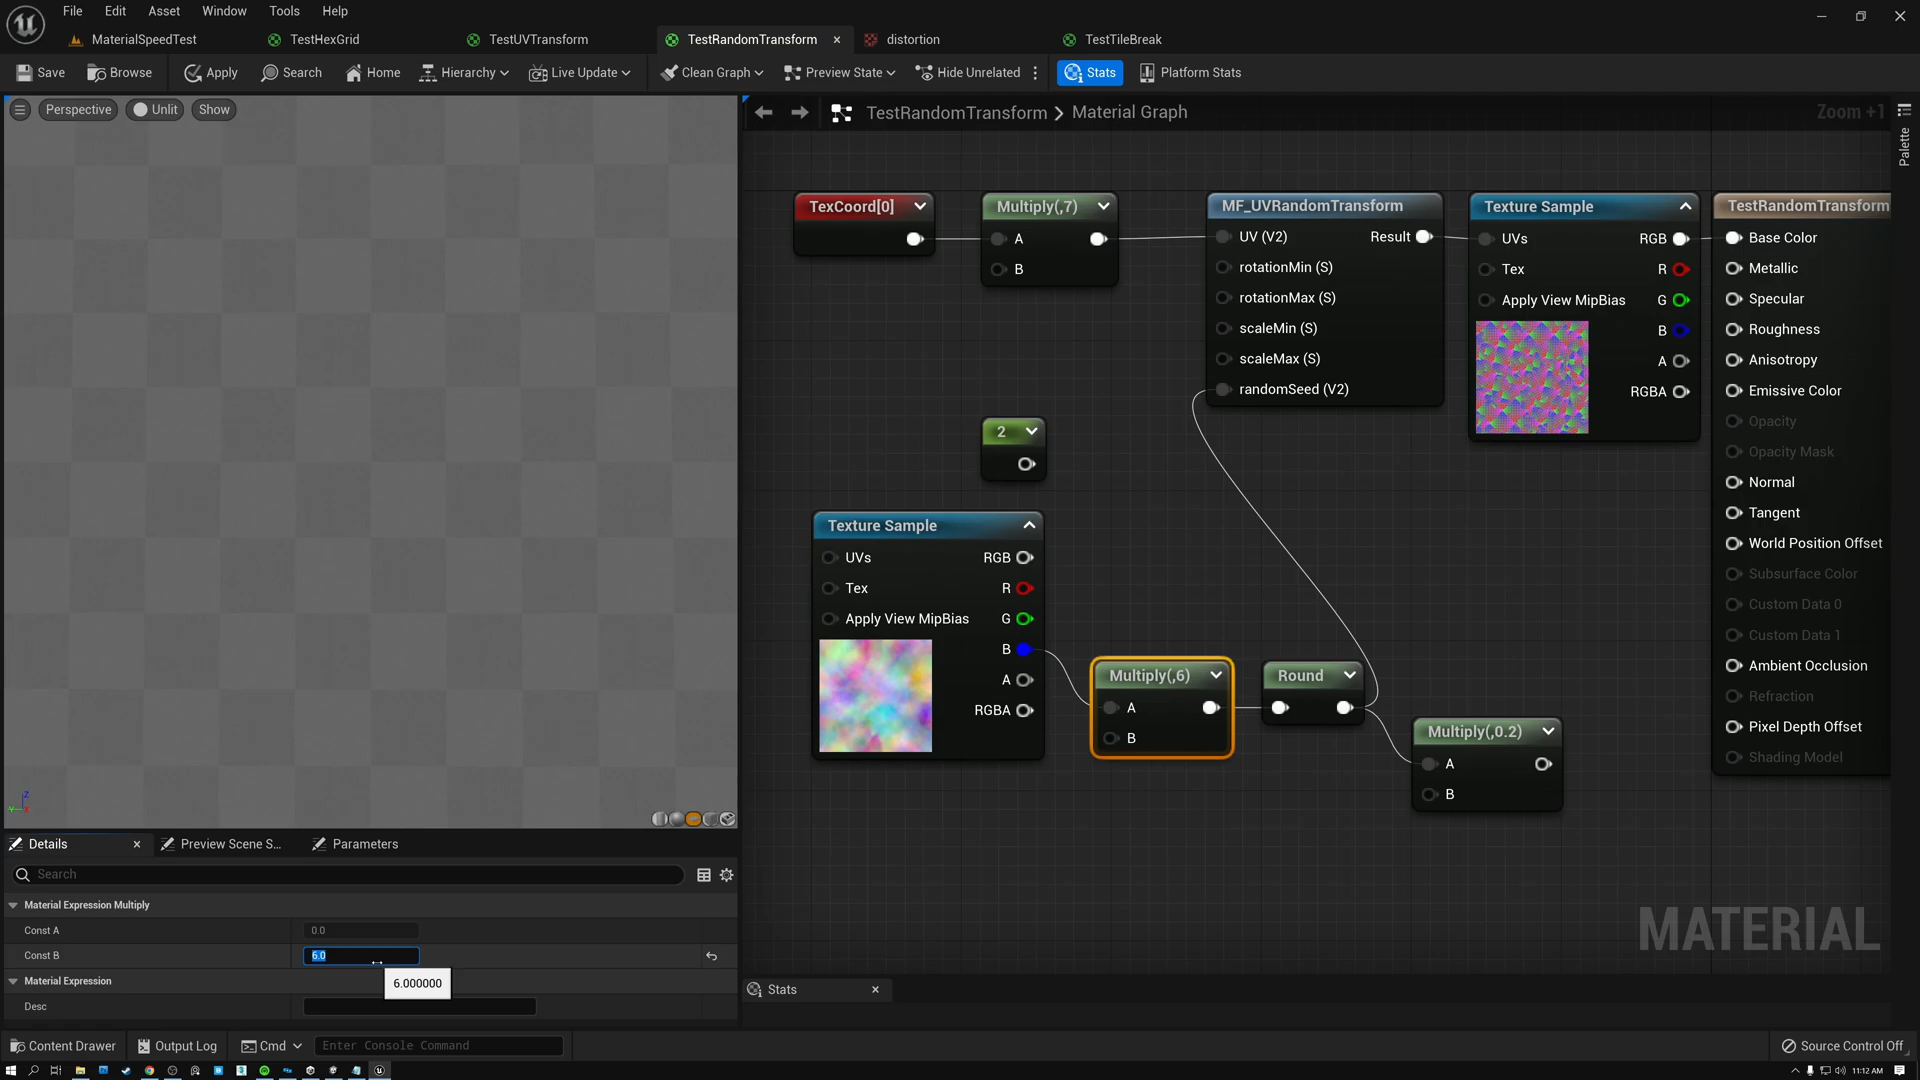 File Edit Asset Window Tools Help
MaterialSpeedTest TestHexGrid TestUVTransform TestRandomTransform × distortion TestTileBreak
Save Browse Apply Search Home Hierarchy Live Update Clean Graph Preview State Hide Unrelated Stats Platform Stats
Perspective Unlit Show
TestRandomTransform > Material Graph
Zoom +1
Palette
TexCoord[0]
Multiply(,7)
A
B
MF_UVRandomTransform
UV (V2) Result
rotationMin (S)
rotationMax (S)
scaleMin (S)
scaleMax (S)
randomSeed (V2)
Texture Sample
UVs RGB
Tex R
Apply View MipBias G
B
A
RGBA
TestRandomTransform
Base Color
Metallic
Specular
Roughness
Anisotropy
Emissive Color
Opacity
Opacity Mask
Normal
Tangent
World Position Offset
Subsurface Color
Custom Data 0
Custom Data 1
Ambient Occlusion
Refraction
Pixel Depth Offset
Shading Model
2
Texture Sample
UVs RGB
Tex R
Apply View MipBias G
B
A
RGBA
Multiply(,6)
A
B
Round
Multiply(,0.2)
A
B
MATERIAL
Z
Details × Preview Scene S... Parameters
Search
Material Expression Multiply
Const A 0.0
Const B 6.0
6.000000
Material Expression
Desc
Stats ×
Content Drawer Output Log Cmd Enter Console Command Source Control Off
11:12 AM